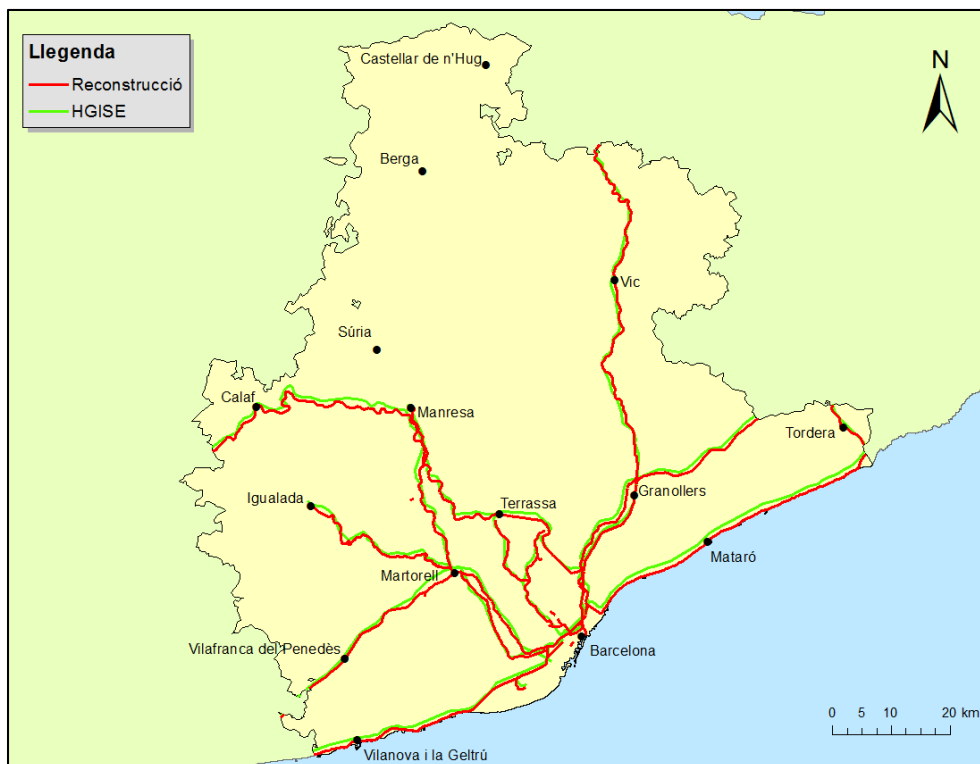 Llegenda
Reconstrucció
HGISE
N
Castellar de n'Hug
Berga
Vic
Súria
Calaf
Manresa
Tordera
Igualada
Terrassa
Granollers
Mataró
Martorell
Vilafranca del Penedès
Barcelona
0 5 10 20 km
Vilanova i la Geltrú